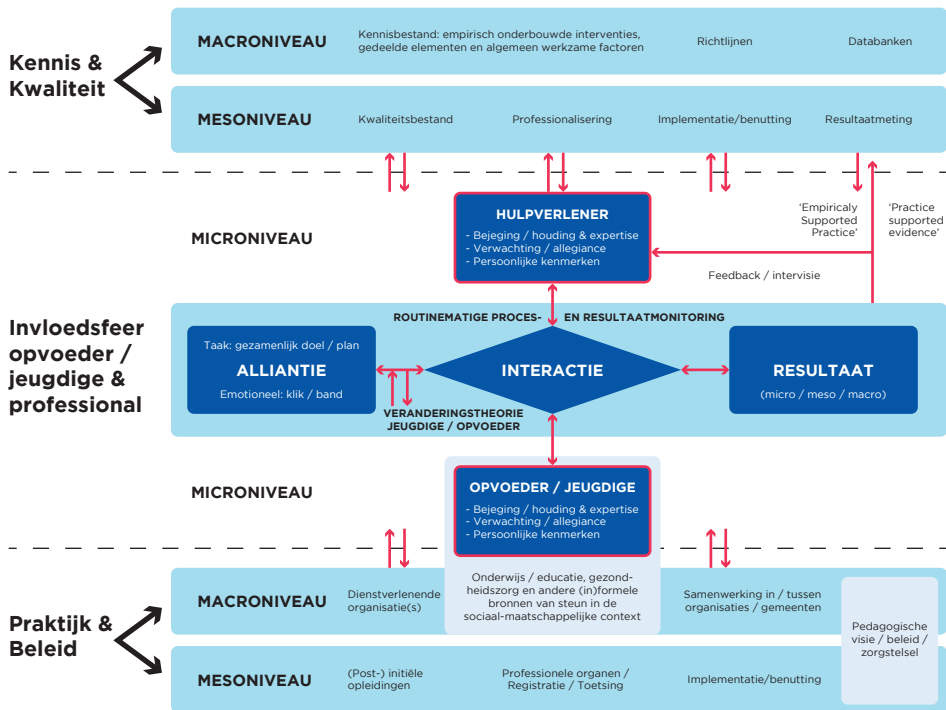 Kennis &
Kwaliteit
MACRONIVEAU
Kennisbestand: empirisch onderbouwde interventies,
gedeelde elementen en algemeen werkzame factoren
Richtlijnen
Databanken
MESONIVEAU
Kwaliteitsbestand
Professionalisering
Implementatie/benutting
Resultaatmeting
MICRONIVEAU
HULPVERLENER
- Bejeging / houding & expertise
- Verwachting / allegiance
- Persoonlijke kenmerken
'Empiricaly
Supported
Practice'
'Practice
supported
evidence'
Feedback / intervisie
Invloedsfeer
opvoeder /
jeugdige &
professional
ROUTINEMATIGE PROCES- EN RESULTAATMONITORING
Taak: gezamenlijk doel / plan
ALLIANTIE
Emotioneel: klik / band
INTERACTIE
RESULTAAT
(micro / meso / macro)
VERANDERINGSTHEORIE
JEUGDIGE / OPVOEDER
MICRONIVEAU
OPVOEDER / JEUGDIGE
- Bejeging / houding & expertise
- Verwachting / allegiance
- Persoonlijke kenmerken
Praktijk &
Beleid
MACRONIVEAU
Dienstverlenende
organisatie(s)
Onderwijs / educatie, gezond-
heidszorg en andere (in)formele
bronnen van steun in de
sociaal-maatschappelijke context
Samenwerking in / tussen
organisaties / gemeenten
Pedagogische
visie / beleid /
zorgstelsel
MESONIVEAU
(Post-) initiële
opleidingen
Professionele organen /
Registratie / Toetsing
Implementatie/benutting